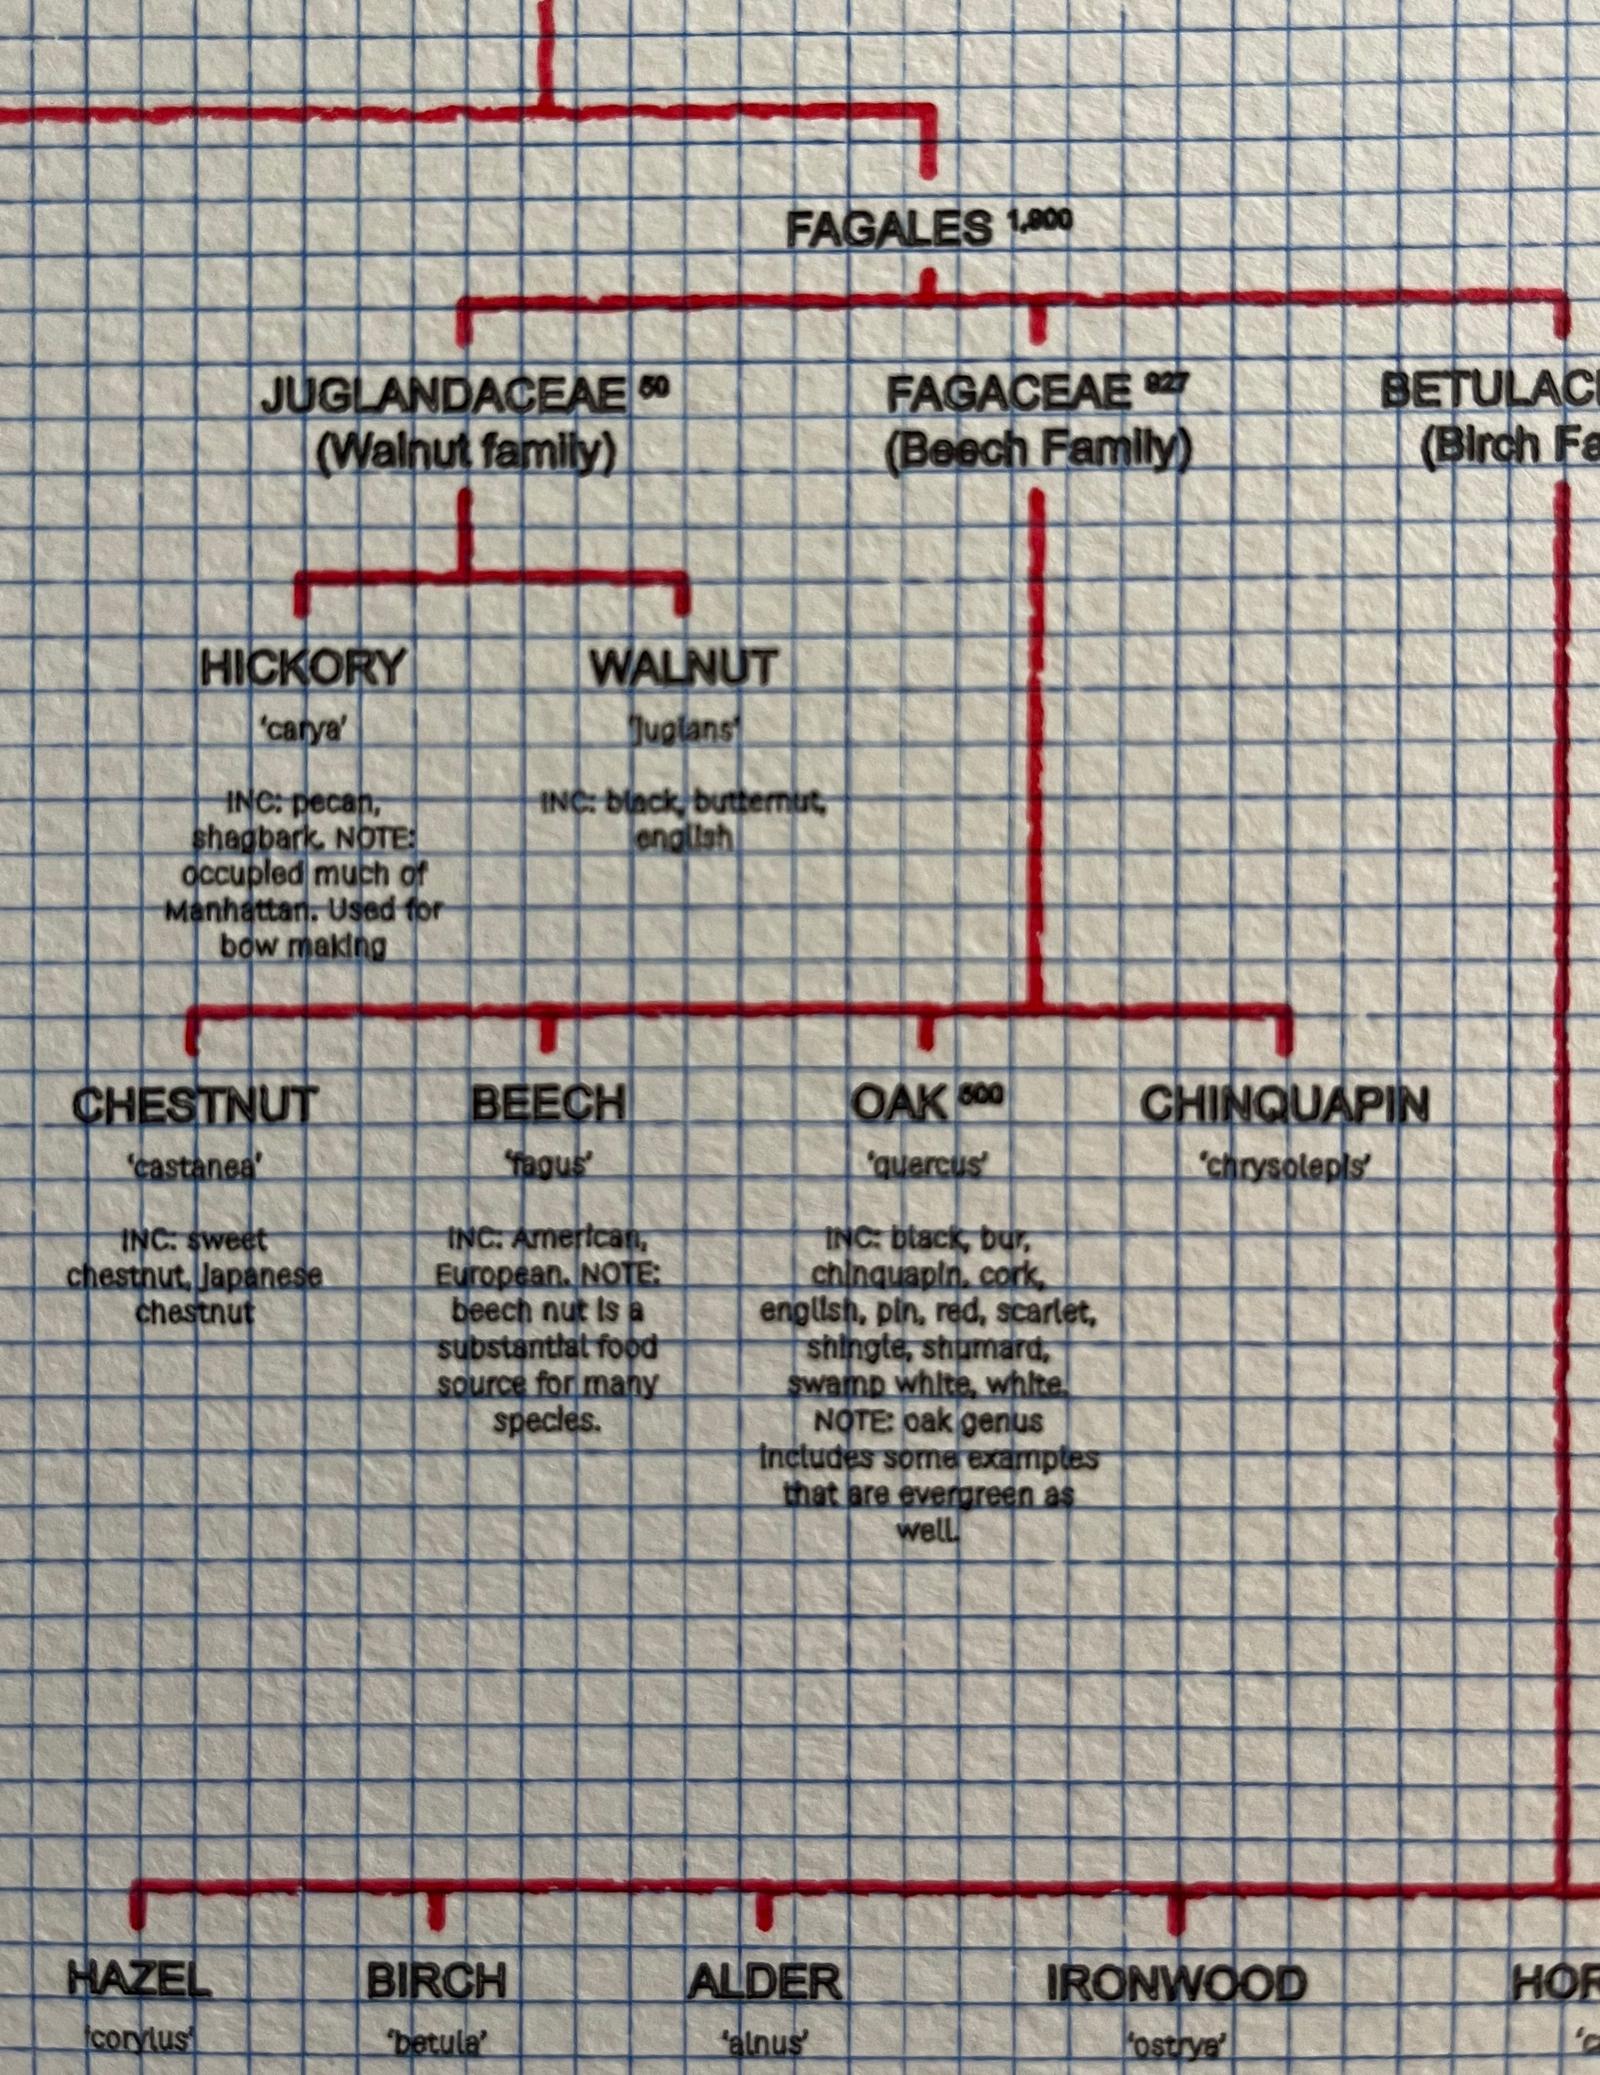 FAGALES 1,900
JUGLANDACEAE 50
(Walnut family)
FAGACEAE 927
(Beech Family)
BETULAC
(Birch Fa
HICKORY
'carya'
INC: pecan,
shagbark. NOTE:
occupied much of
Manhattan. Used for
bow making
WALNUT
'juglans'
INC: black, butternut,
english
CHESTNUT
'castanea'
INC: sweet
chestnut, Japanese
chestnut
BEECH
'fagus'
INC: American,
European. NOTE:
beech nut is a
substantial food
source for many
species.
OAK 500
'quercus'
INC: black, bur,
chinquapin, cork,
english, pin, red, scarlet,
shingle, shumard,
swamp white, white.
NOTE: oak genus
includes some examples
that are evergreen as
well.
CHINQUAPIN
'chrysolepis'
HAZEL
'corylus'
BIRCH
'betula'
ALDER
'alnus'
IRONWOOD
'ostrya'
HOR